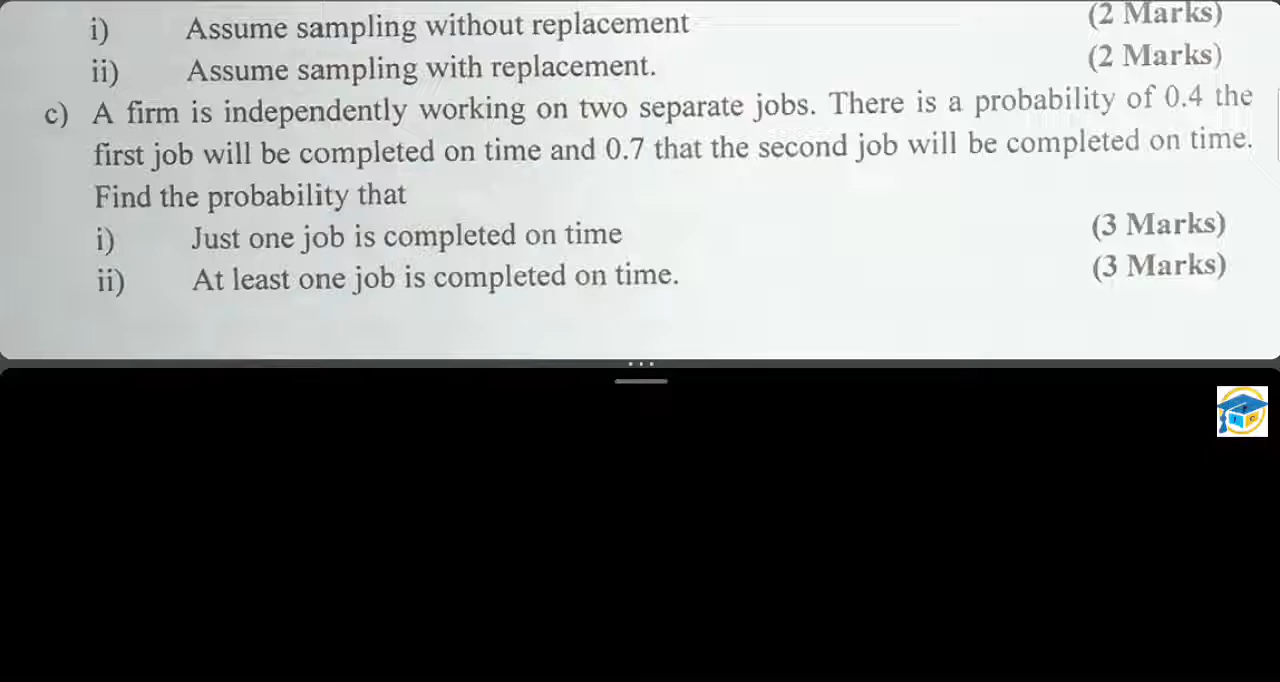 i) Assume sampling without replacement (2 Marks)
ii) Assume sampling with replacement. (2 Marks)
c) A firm is independently working on two separate jobs. There is a probability of 0.4 the
first job will be completed on time and 0.7 that the second job will be completed on time.
Find the probability that
i) Just one job is completed on time (3 Marks)
ii) At least one job is completed on time. (3 Marks)